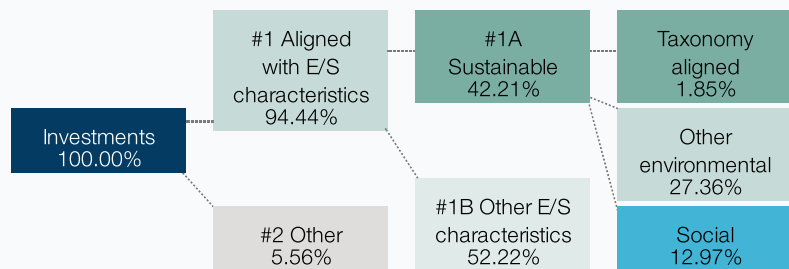 Investments
100.00%
#1 Aligned
with E/S
characteristics
94.44%
#2 Other
5.56%
#1A
Sustainable
42.21%
#1B Other E/S
characteristics
52.22%
Taxonomy
aligned
1.85%
Other
environmental
27.36%
Social
12.97%